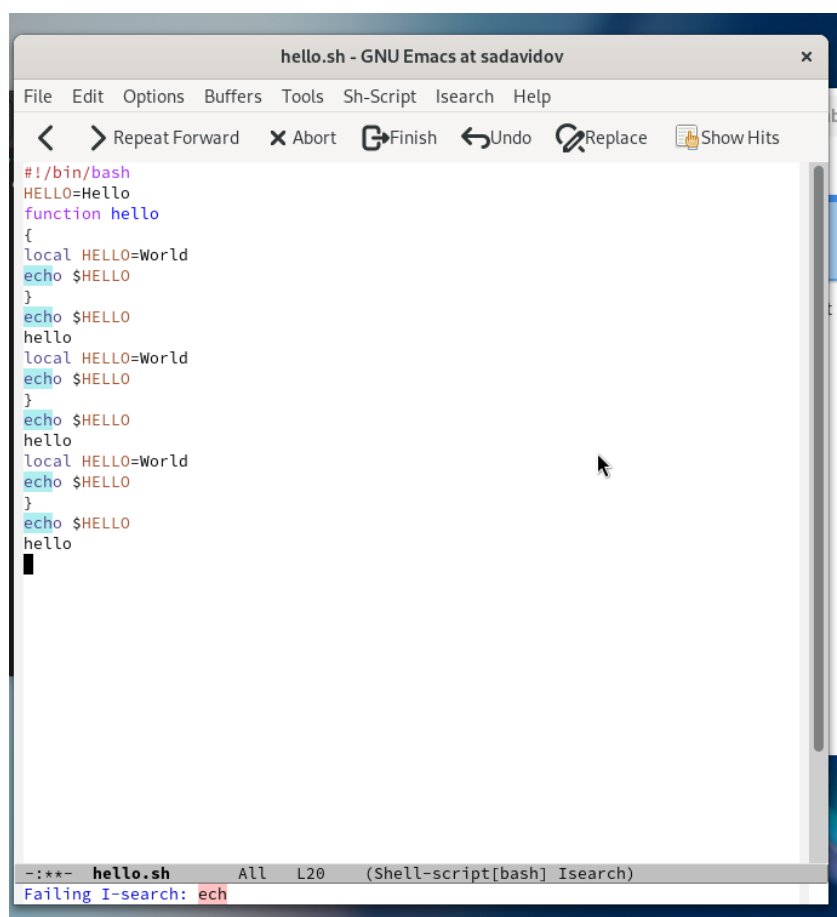 hello.sh - GNU Emacs at sadavidov ×
File Edit Options Buffers Tools Sh-Script Isearch Help
Repeat Forward Abort Finish Undo Replace Show Hits
#!/bin/bash
HELLO=Hello
function hello
{
local HELLO=World
echo $HELLO
}
echo $HELLO
hello
local HELLO=World
echo $HELLO
}
echo $HELLO
hello
local HELLO=World
echo $HELLO
}
echo $HELLO
hello
-:**- hello.sh All L20 (Shell-script[bash] Isearch)
Failing I-search: ech